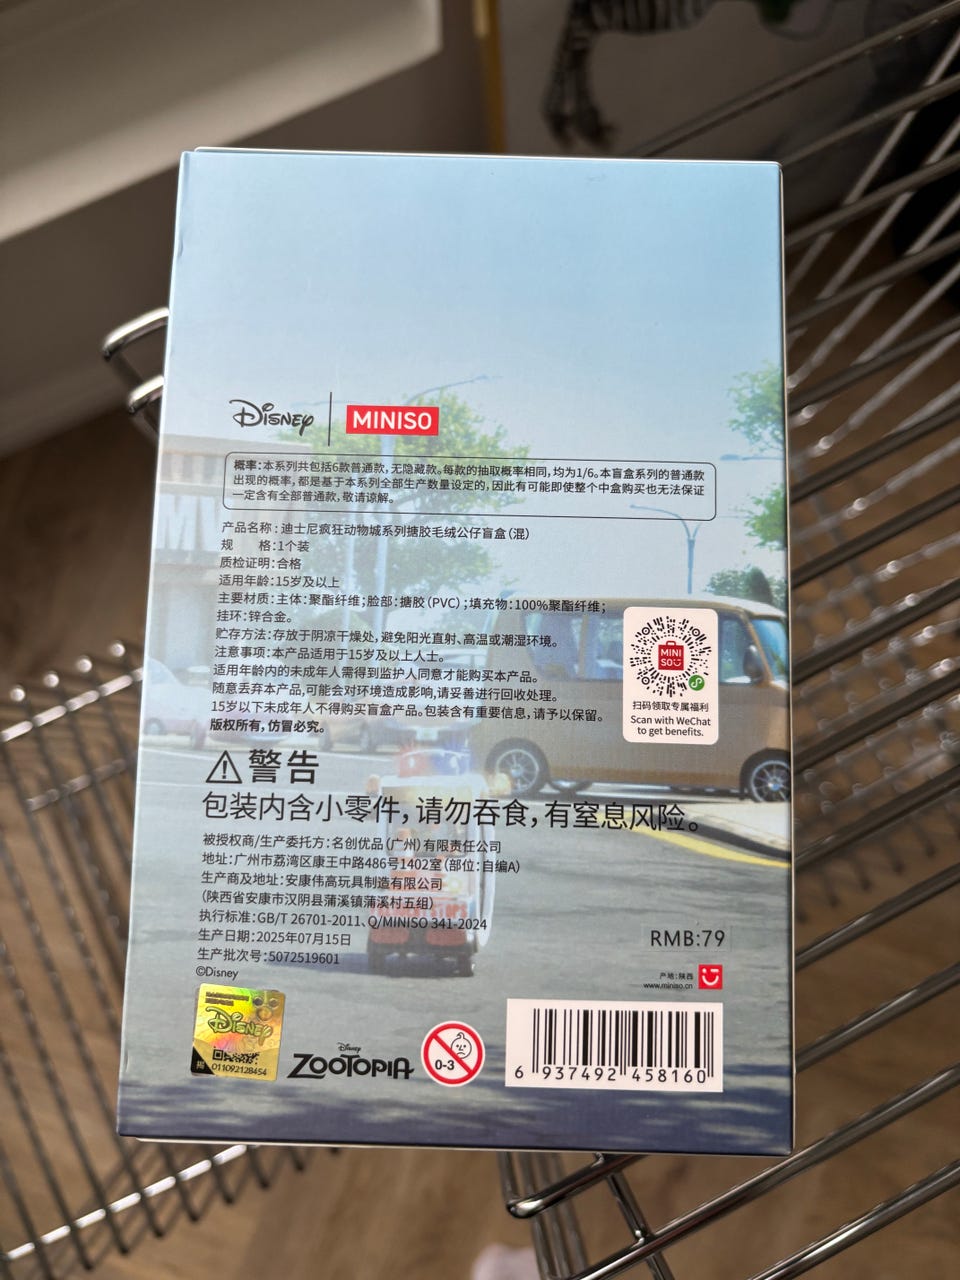 Disney
MINISO
概率:本系列共包括6款普通款,无隐藏款。每款的抽取概率相同,均为1/6。本盲盒系列的普通款
出现的概率,都是基于本系列全部生产数量设定的,因此有可能即使整个中盒购买也无法保证
一定含有全部普通款,敬请谅解。
产品名称:迪士尼疯狂动物城系列搪胶毛绒公仔盲盒(混)
规 格:1个装
质检证明:合格
适用年龄:15岁及以上
主要材质:主体:聚酯纤维;脸部:搪胶(PVC);填充物:100%聚酯纤维;
挂环:锌合金。
贮存方法:存放于阴凉干燥处,避免阳光直射、高温或潮湿环境。
注意事项:本产品适用于15岁及以上人士。
适用年龄内的未成年人需得到监护人同意才能购买本产品。
随意丢弃本产品,可能会对环境造成影响,请妥善进行回收处理。
15岁以下未成年人不得购买盲盒产品。包装含有重要信息,请予以保留。
版权所有,仿冒必究。
MINI
SO
扫码领取专属福利
Scan with WeChat
to get benefits.
警告
包装内含小零件,请勿吞食,有窒息风险。
被授权商/生产委托方:名创优品(广州)有限责任公司
地址:广州市荔湾区康王中路486号1402室(部位:自编A)
生产商及地址:安康伟高玩具制造有限公司
(陕西省安康市汉阴县蒲溪镇蒲溪村五组)
执行标准:GB/T 26701-2011、Q/MINISO 341-2024
生产日期:2025年07月15日
生产批次号:5072519601
©Disney
RMB:79
产地:陕西
www.miniso.cn
Disney
011092128454
Disney
ZOOTOPIA
0-3
6 937492 458160